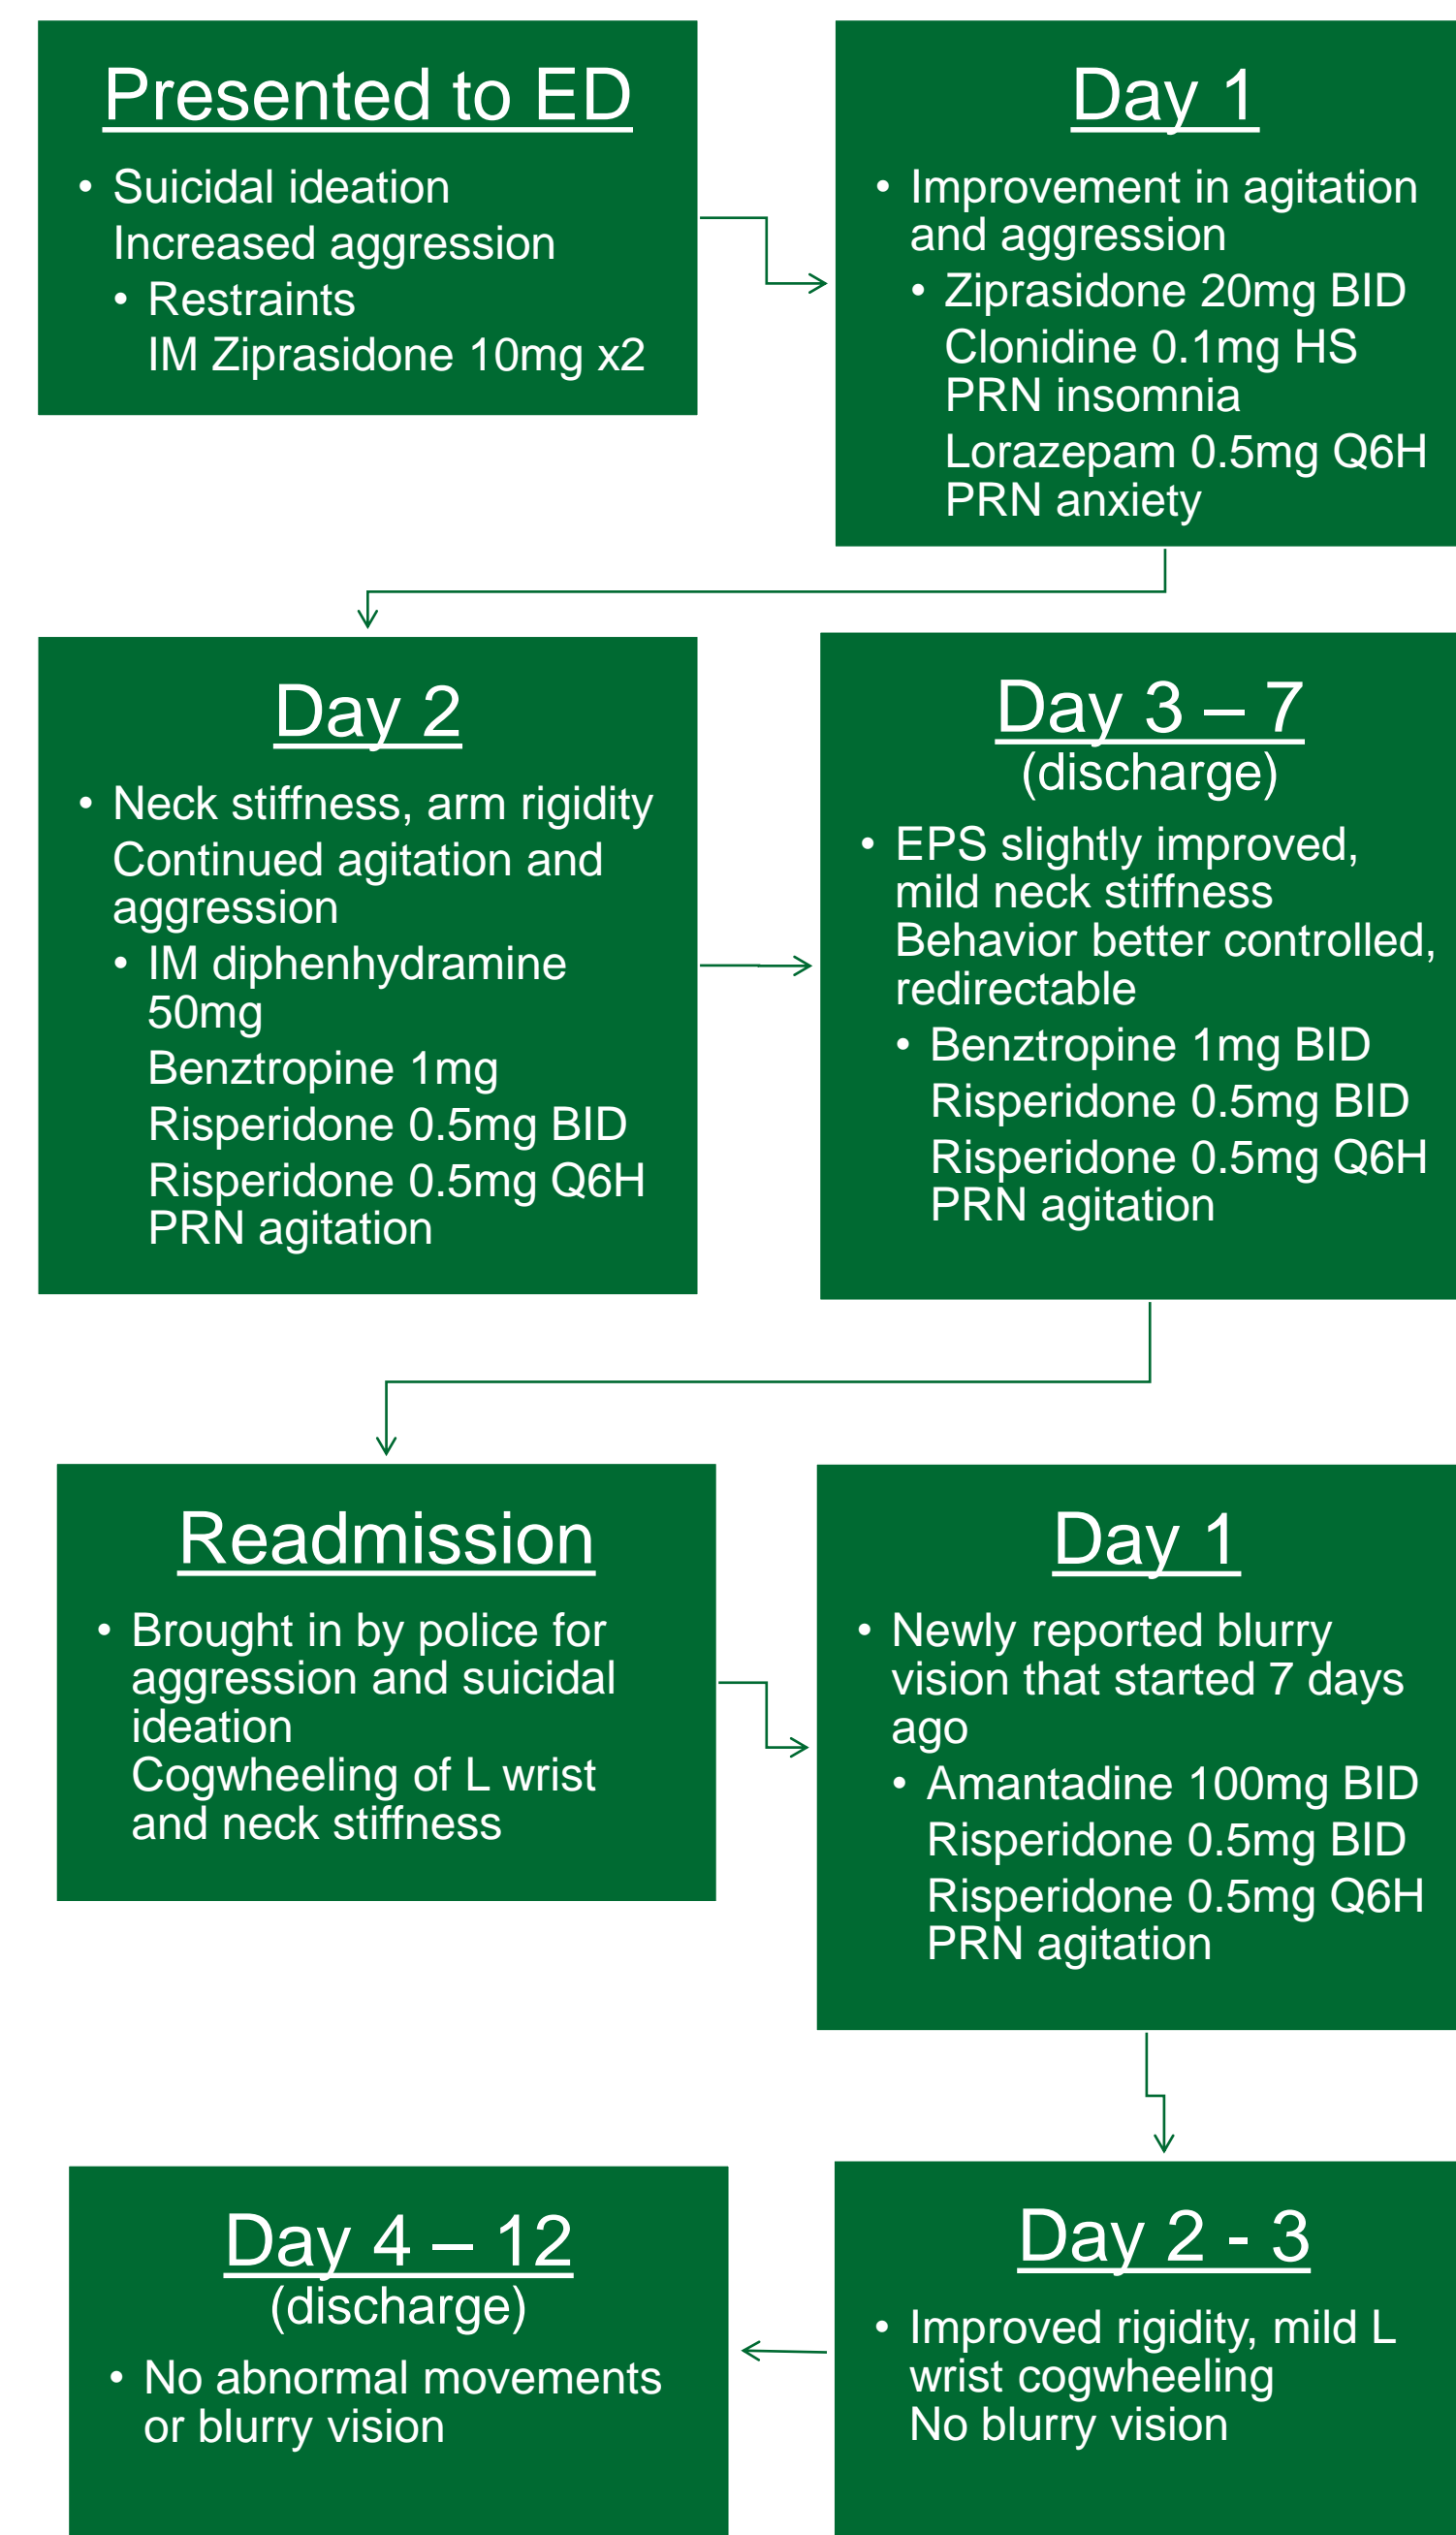 Presented to ED
• Suicidal ideation
Increased aggression
• Restraints
IM Ziprasidone 10mg x2
Day 1
• Improvement in agitation
and aggression
• Ziprasidone 20mg BID
Clonidine 0.1mg HS
PRN insomnia
Lorazepam 0.5mg Q6H
PRN anxiety
Day 2
• Neck stiffness, arm rigidity
Continued agitation and
aggression
• IM diphenhydramine
50mg
Benztropine 1mg
Risperidone 0.5mg BID
Risperidone 0.5mg Q6H
PRN agitation
Day 3 – 7
(discharge)
• EPS slightly improved,
mild neck stiffness
Behavior better controlled,
redirectable
• Benztropine 1mg BID
Risperidone 0.5mg BID
Risperidone 0.5mg Q6H
PRN agitation
Readmission
• Brought in by police for
aggression and suicidal
ideation
Cogwheeling of L wrist
and neck stiffness
Day 1
• Newly reported blurry
vision that started 7 days
ago
• Amantadine 100mg BID
Risperidone 0.5mg BID
Risperidone 0.5mg Q6H
PRN agitation
Day 2 - 3
• Improved rigidity, mild L
wrist cogwheeling
No blurry vision
Day 4 – 12
(discharge)
• No abnormal movements
or blurry vision